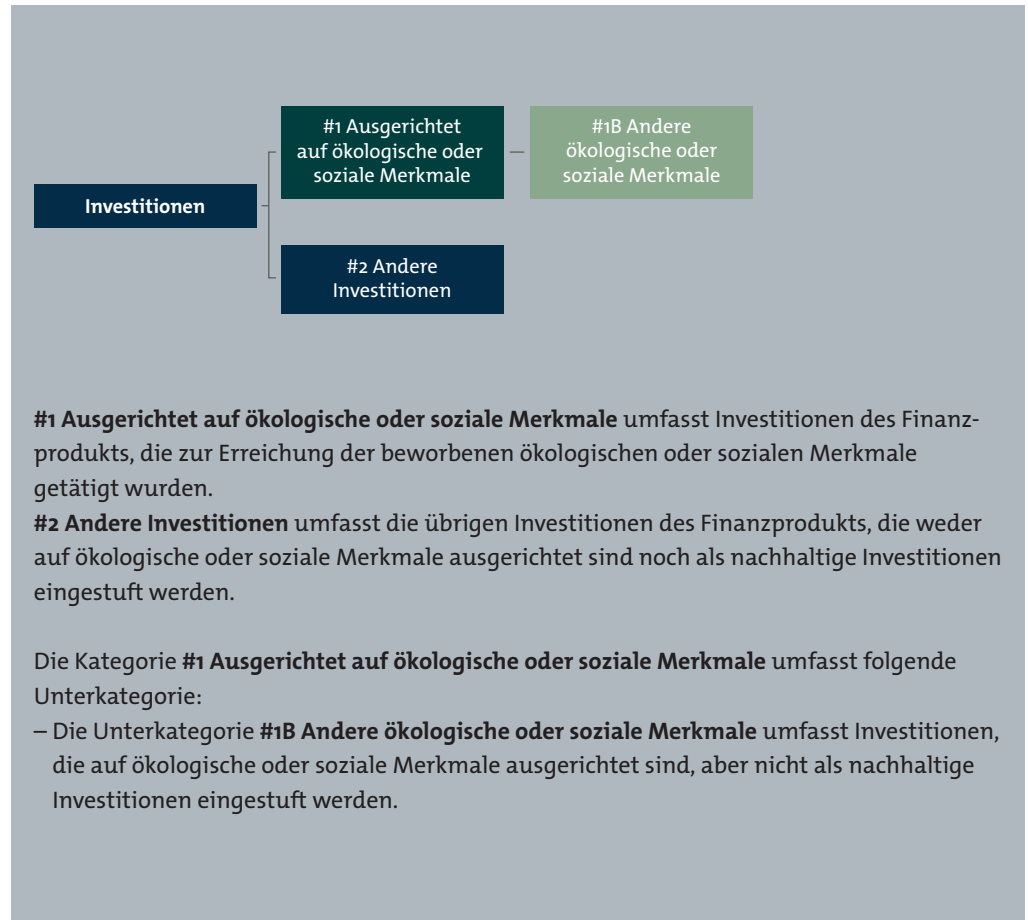 #1 Ausgerichtet
auf ökologische oder
soziale Merkmale
#1B Andere
ökologische oder
soziale Merkmale
Investitionen
#2 Andere
Investitionen
#1 Ausgerichtet auf ökologische oder soziale Merkmale umfasst Investitionen des Finanz-
produkts, die zur Erreichung der beworbenen ökologischen oder sozialen Merkmale
getätigt wurden.
#2 Andere Investitionen umfasst die übrigen Investitionen des Finanzprodukts, die weder
auf ökologische oder soziale Merkmale ausgerichtet sind noch als nachhaltige Investitionen
eingestuft werden.
Die Kategorie #1 Ausgerichtet auf ökologische oder soziale Merkmale umfasst folgende
Unterkategorie:
– Die Unterkategorie #1B Andere ökologische oder soziale Merkmale umfasst Investitionen,
die auf ökologische oder soziale Merkmale ausgerichtet sind, aber nicht als nachhaltige
Investitionen eingestuft werden.